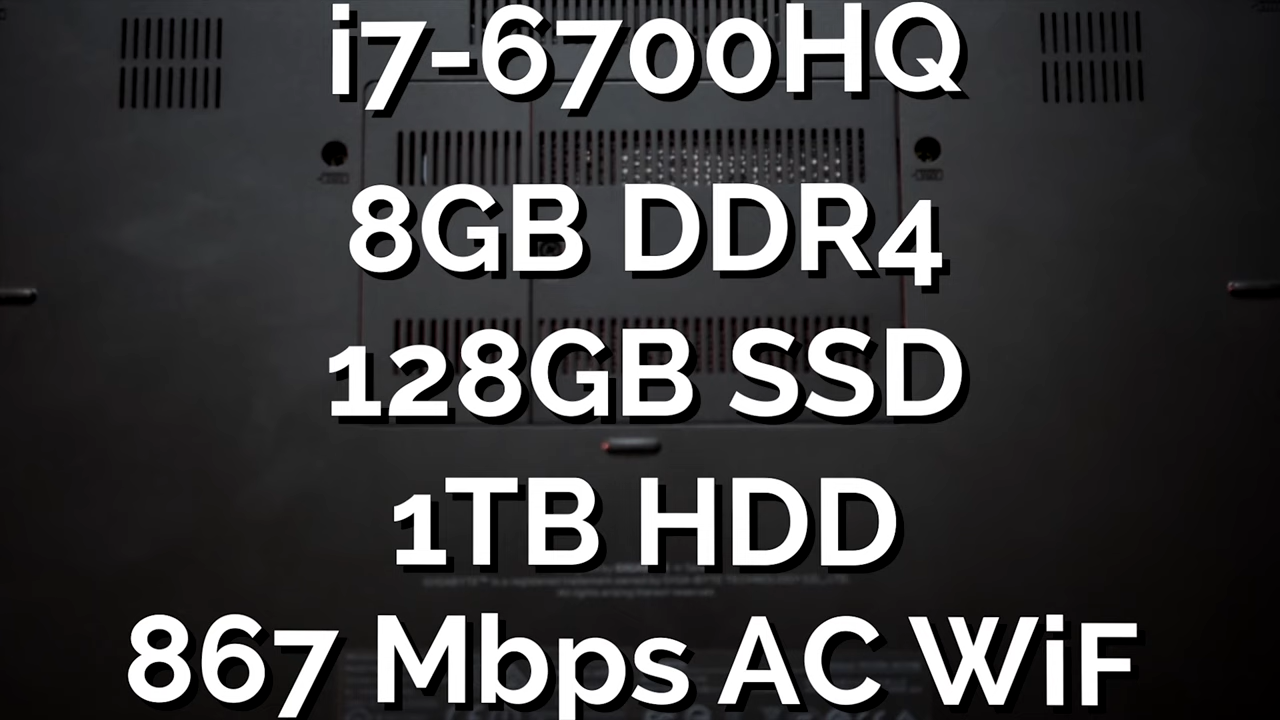 i7-6700HQ
8GB DDR4
128GB SSD
1TB HDD
867 Mbps AC WiF